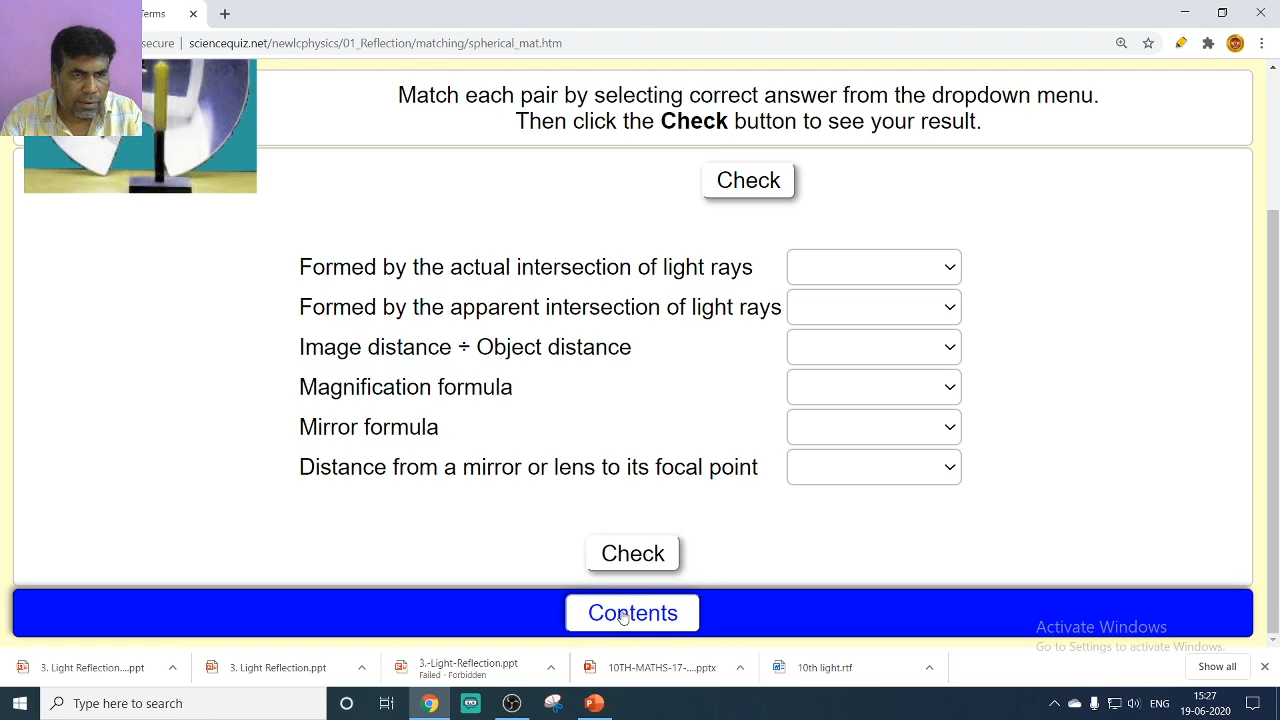 Terms
secure | sciencequiz.net/newlcphysics/01_Reflection/matching/spherical_mat.htm
Match each pair by selecting correct answer from the dropdown menu.
Then click the Check button to see your result.
Check
Formed by the actual intersection of light rays
Formed by the apparent intersection of light rays
Image distance ÷ Object distance
Magnification formula
Mirror formula
Distance from a mirror or lens to its focal point
Check
Contents
Activate Windows
Go to Settings to activate Windows.
3. Light Reflection....ppt
3. Light Reflection.ppt
3.-Light-Reflection.ppt
Failed - Forbidden
10TH-MATHS-17-....pptx
10th light.rtf
Show all
Type here to search
ENG
15:27
19-06-2020